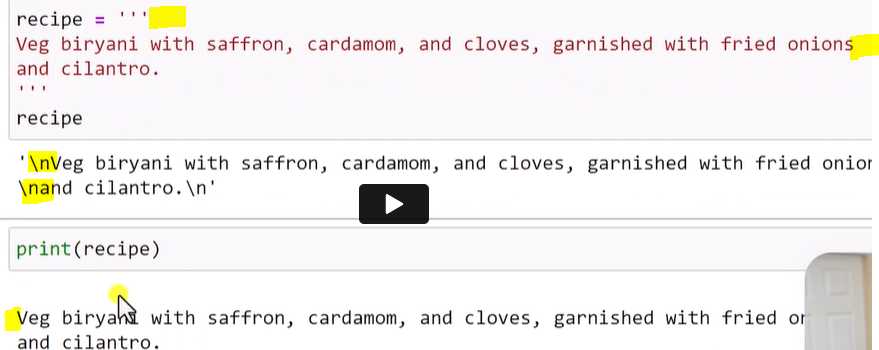 recipe = '''
Veg biryani with saffron, cardamom, and cloves, garnished with fried onions
and cilantro.
'''
recipe
'\nVeg biryani with saffron, cardamom, and cloves, garnished with fried
\nand cilantro.\n'
print(recipe)
Veg biryani with saffron, cardamom, and cloves, garnished with fried
and cilantro.